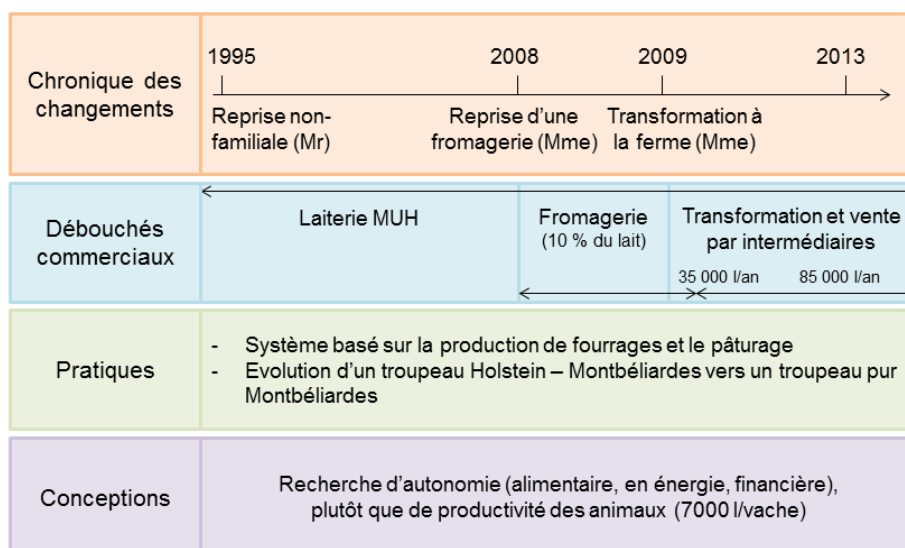 Chronique des
changements
1995
2008
2009
2013
Reprise non-
familiale (Mr)
Reprise d'une
fromagerie (Mme)
Transformation à
la ferme (Mme)
Débouchés
commerciaux
Laiterie MUH
Fromagerie
(10 % du lait)
Transformation et vente
par intermédiaires
35 000 l/an
85 000 l/an
Pratiques
- Système basé sur la production de fourrages et le pâturage
- Evolution d'un troupeau Holstein – Montbéliardes vers un troupeau pur
Montbéliardes
Conceptions
Recherche d'autonomie (alimentaire, en énergie, financière),
plutôt que de productivité des animaux (7000 l/vache)